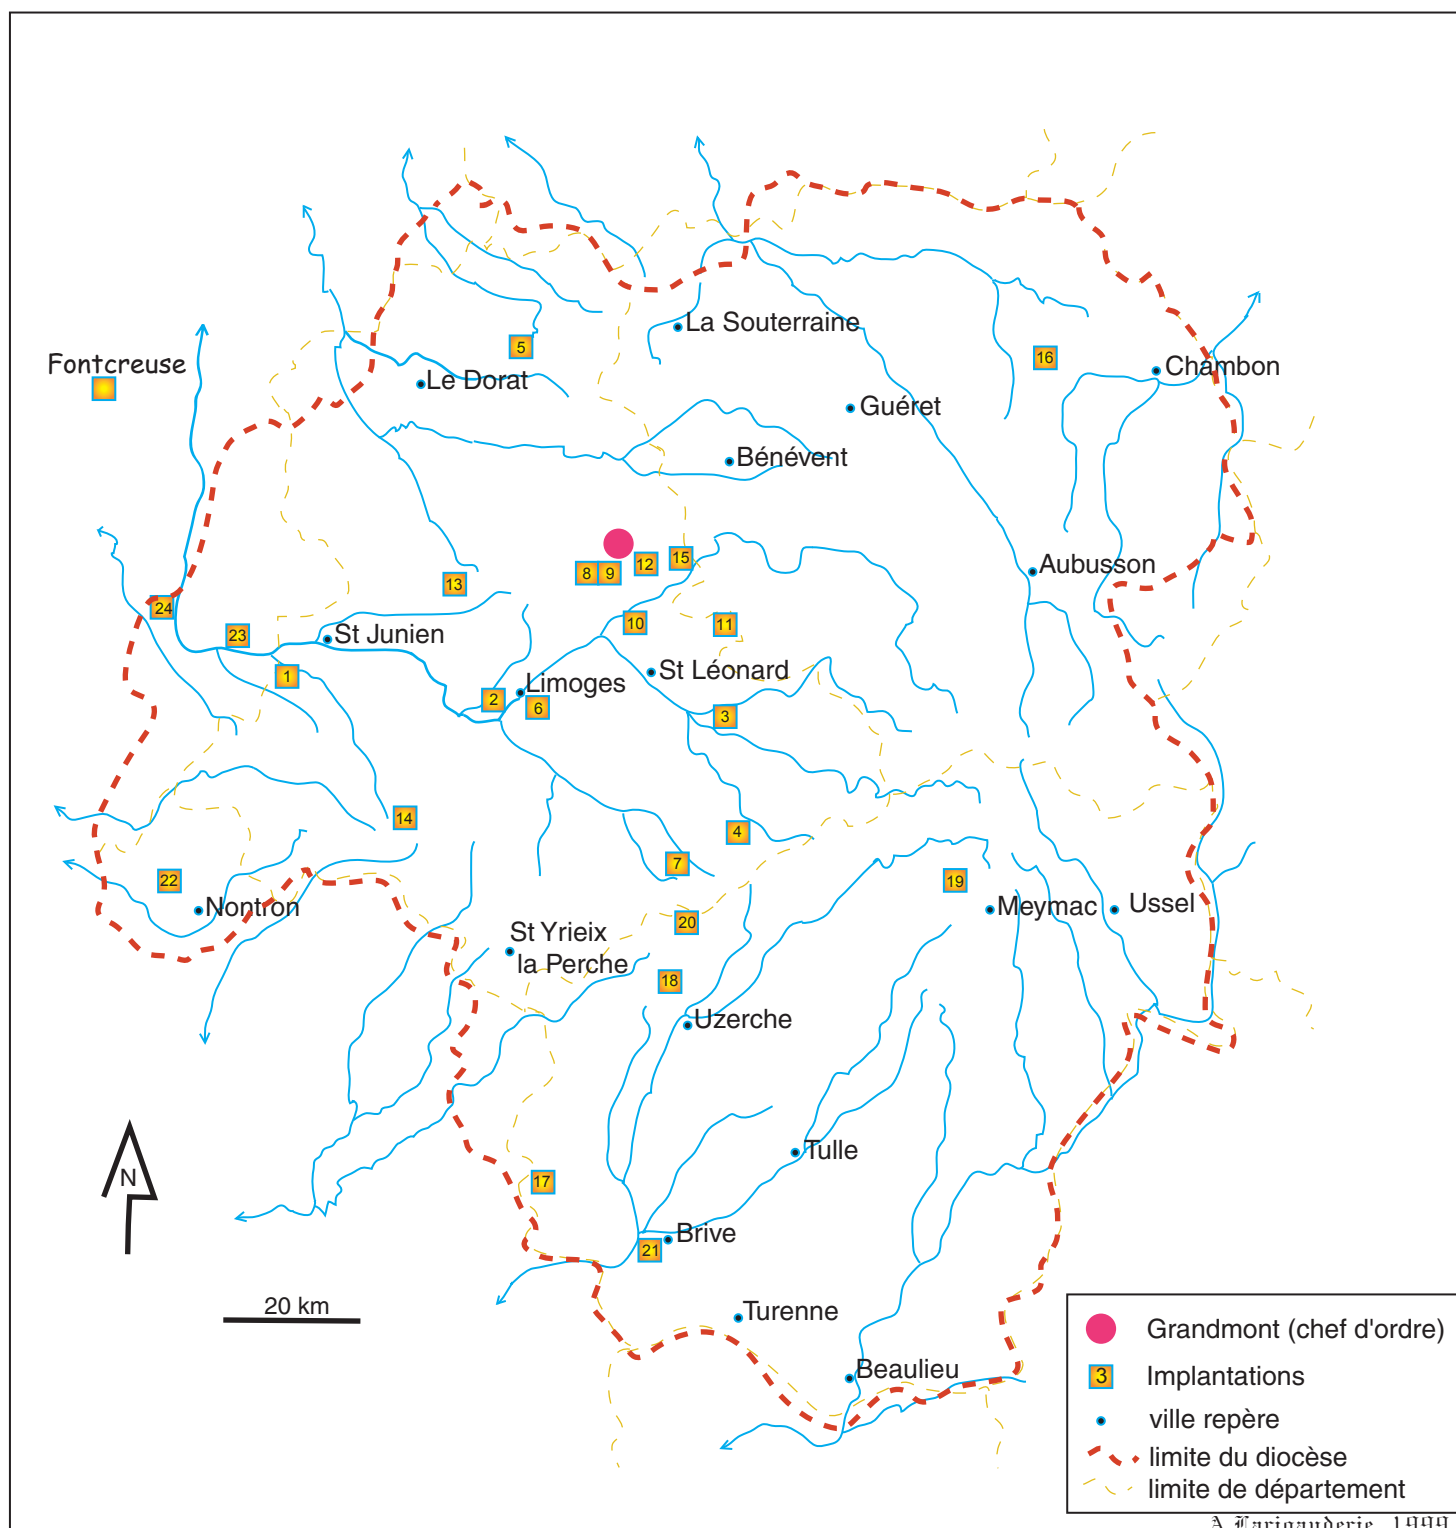 5
La Souterraine
16
Fontcreuse
Chambon
Le Dorat
Guéret
Bénévent
15
12
8
9
13
Aubusson
24
10
11
23
St Junien
St Léonard
1
Limoges
2
6
3
14
4
7
22
19
Nontron
Meymac
Ussel
20
St Yrieix
la Perche
18
Uzerche
Tulle
N
17
Brive
21
20 km
Turenne
Grandmont (chef d'ordre)
Beaulieu
3
Implantations
ville repère
limite du diocèse
limite de département
A Larigauderie 1999